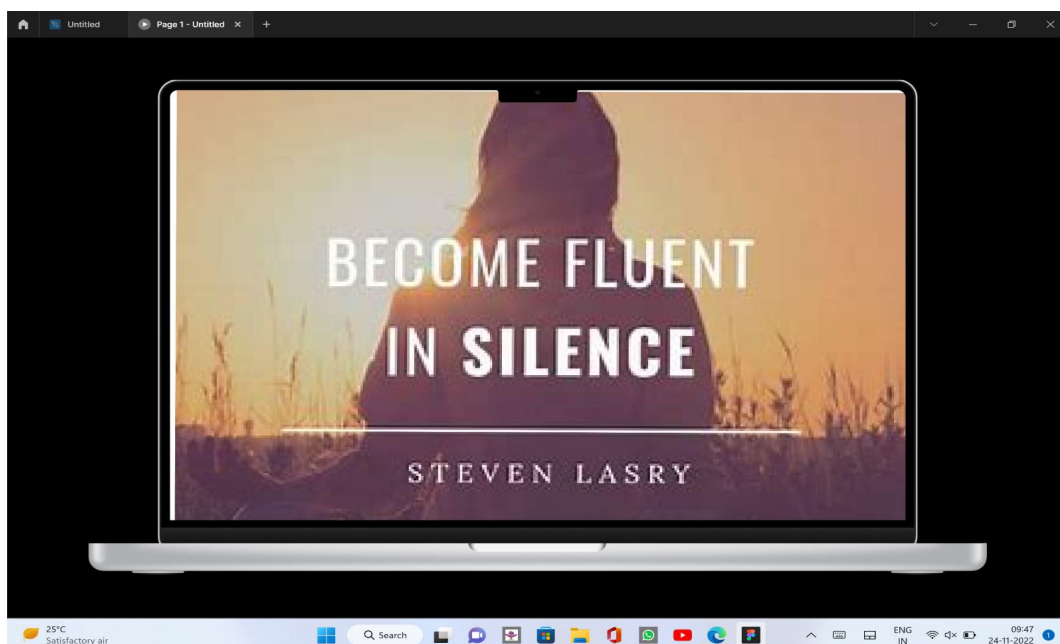 Untitled
Page 1 - Untitled
BECOME FLUENT
IN SILENCE
STEVEN LASRY
25°C
Satisfactory air
Search
ENG
IN
09:47
24-11-2022